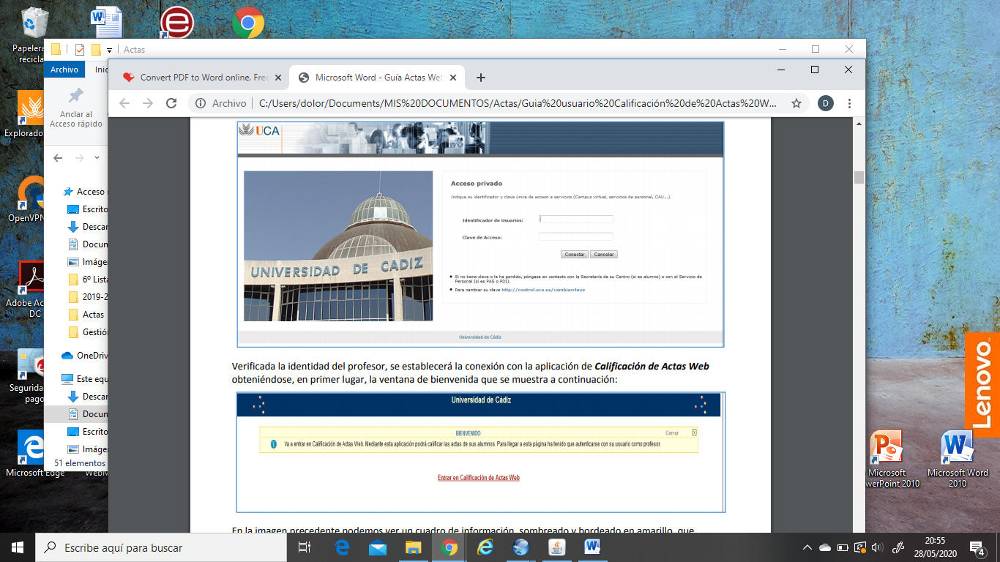 Papelera
recicla
Actas
Archivo
Inic
Anclar al
Acceso rápido
Explorado
OpenVPN
Adobe Ac
DC
Seguridad
pago
Microsoft Edge
WebM
Acceso r
Escrito
Descar
Docum
Imágen
6º Lista
2019-2
Actas
Gestió
OneDriv
Este equ
Descar
Docum
Escrito
Imágen
51 elementos
Convert PDF to Word online. Free
Microsoft Word - Guía Actas Web
Archivo
C:/Users/dolor/Documents/MIS%20DOCUMENTOS/Actas/Guia%20usuario%20Calificación%20de%20Actas%20W...
D
UCA
UNIVERSIDAD DE CADIZ
Acceso privado
Indique su identificador y clave única de acceso a servicios (Campus virtual, servicios de personal, CAU...).
Identificador de Usuarios:
Clave de Acceso:
Conectar Cancelar
• Si no tiene clave o la ha perdido, póngase en contacto con la Secretaría de su Centro (si es alumno) o con el Servicio de
Personal (si es PAS o PDI).
• Para cambiar su clave http://control.uca.es/cambiarclave
Universidad de Cádiz
Verificada la identidad del profesor, se establecerá la conexión con la aplicación de Calificación de Actas Web
obteniéndose, en primer lugar, la ventana de bienvenida que se muestra a continuación:
Universidad de Cádiz
BIENVENIDO
Cerrar
Va a entrar en Calificación de Actas Web. Mediante esta aplicación podrá calificar las actas de sus alumnos. Para llegar a esta página ha tenido que autenticarse con su usuario como profesor.
Entrar en Calificación de Actas Web
En la imagen precedente podemos ver un cuadro de información, sombreado y bordeado en amarillo, que
Lenovo
Microsoft
werPoint 2010
Microsoft Word
2010
Escribe aquí para buscar
20:55
28/05/2020
4